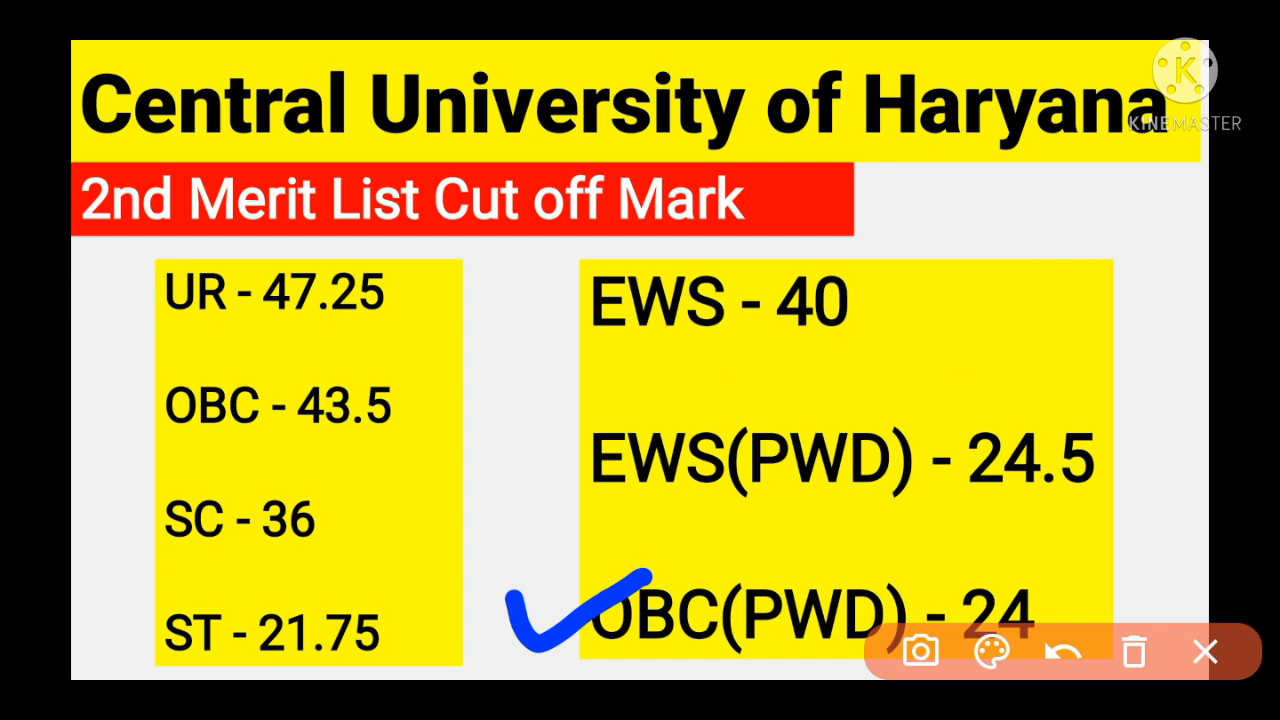 Central University of Haryana
K
KINEMASTER
2nd Merit List Cut off Mark
UR - 47.25
OBC - 43.5
SC - 36
ST - 21.75
EWS - 40
EWS(PWD) - 24.5
OBC(PWD) - 24